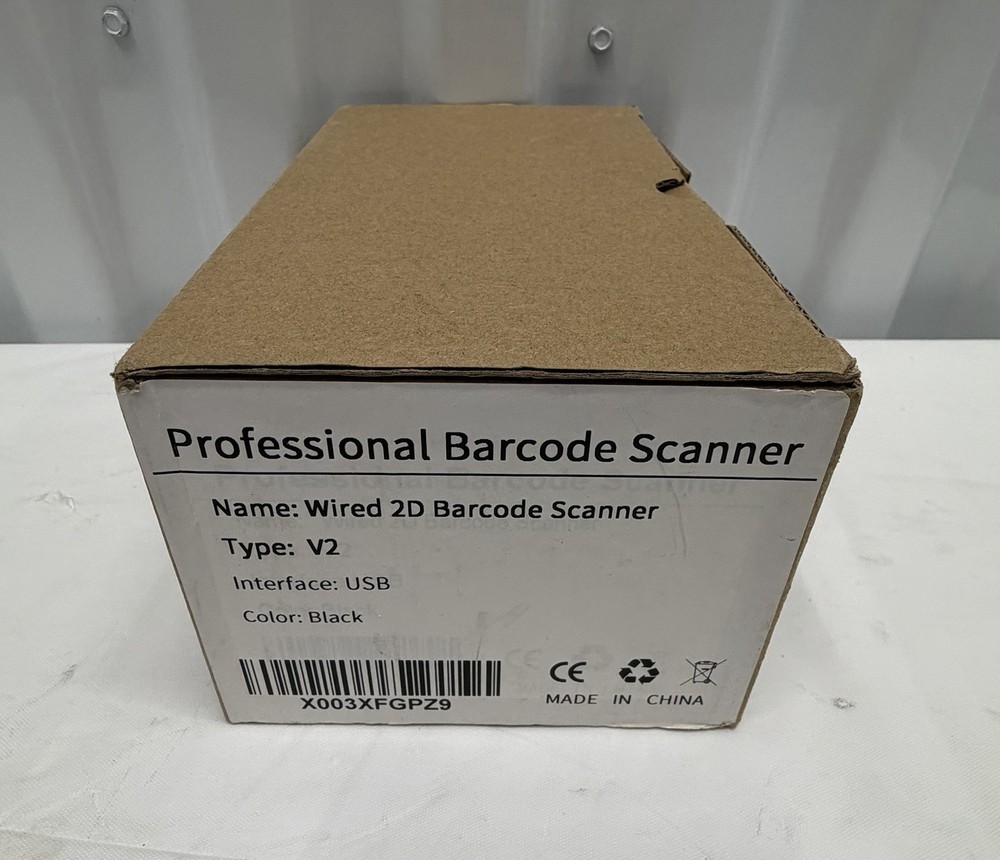 Professional Barcode Scanner
Name: Wired 2D Barcode Scanner
Type: V2
Interface: USB
Color: Black
X003XFGPZ9
CE
MADE IN CHINA